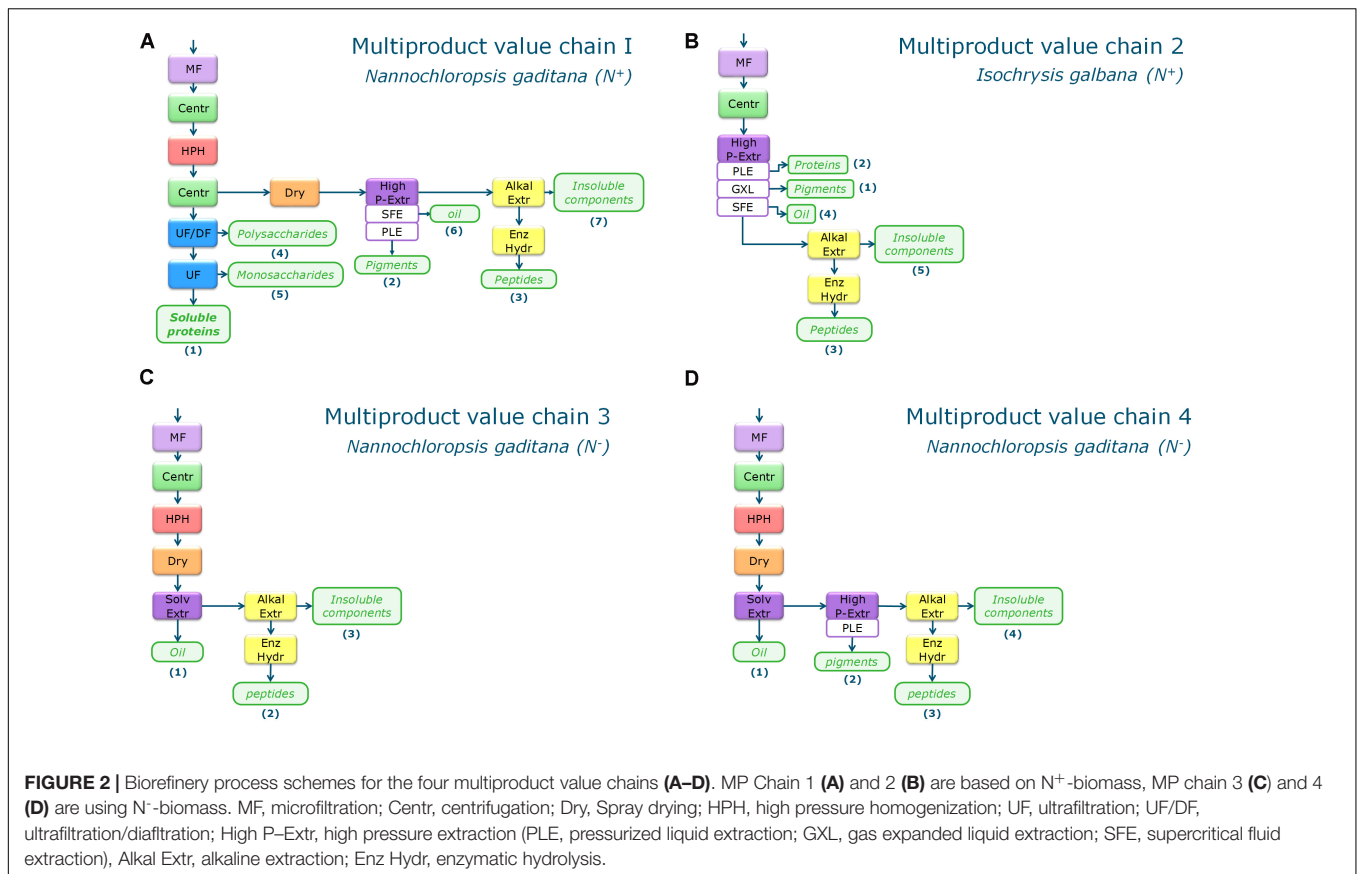 A
Multiproduct value chain I
Nannochloropsis gaditana (N+)
MF
Centr
HPH
Centr
Dry
High
P-Extr
SFE
PLE
oil
(6)
Pigments
(2)
Alkal
Extr
Insoluble
components
(7)
Enz
Hydr
Peptides
(3)
UF/DF
Polysaccharides
(4)
UF
Monosaccharides
(5)
Soluble
proteins
(1)
B
Multiproduct value chain 2
Isochrysis galbana (N+)
MF
Centr
High
P-Extr
PLE
Proteins
(2)
GXL
Pigments
(1)
SFE
Oil
(4)
Alkal
Extr
Insoluble
components
(5)
Enz
Hydr
Peptides
(3)
C
Multiproduct value chain 3
Nannochloropsis gaditana (N-)
MF
Centr
HPH
Dry
Solv
Extr
Oil
(1)
Alkal
Extr
Insoluble
components
(3)
Enz
Hydr
peptides
(2)
D
Multiproduct value chain 4
Nannochloropsis gaditana (N-)
MF
Centr
HPH
Dry
Solv
Extr
Oil
(1)
High
P-Extr
PLE
pigments
(2)
Alkal
Extr
Insoluble
components
(4)
Enz
Hydr
peptides
(3)
FIGURE 2 | Biorefinery process schemes for the four multiproduct value chains (A–D). MP Chain 1 (A) and 2 (B) are based on N+-biomass, MP chain 3 (C) and 4
(D) are using N--biomass. MF, microfiltration; Centr, centrifugation; Dry, Spray drying; HPH, high pressure homogenization; UF, ultrafiltration; UF/DF,
ultrafiltration/diafltration; High P–Extr, high pressure extraction (PLE, pressurized liquid extraction; GXL, gas expanded liquid extraction; SFE, supercritical fluid
extraction), Alkal Extr, alkaline extraction; Enz Hydr, enzymatic hydrolysis.